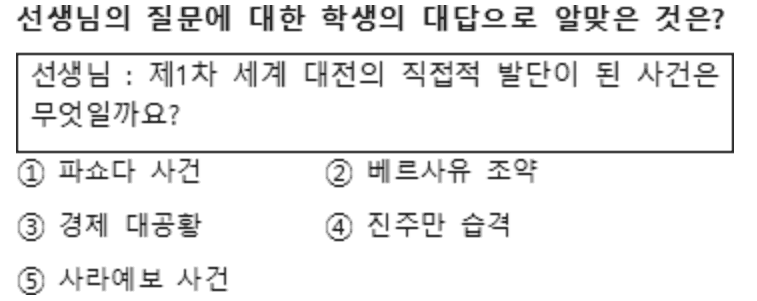 선생님의 질문에 대한 학생의 대답으로 알맞은 것은?
선생님 : 제1차 세계 대전의 직접적 발단이 된 사건은
무엇일까요?
① 파쇼다 사건 ② 베르사유 조약
③ 경제 대공황 ④ 진주만 습격
⑤ 사라예보 사건